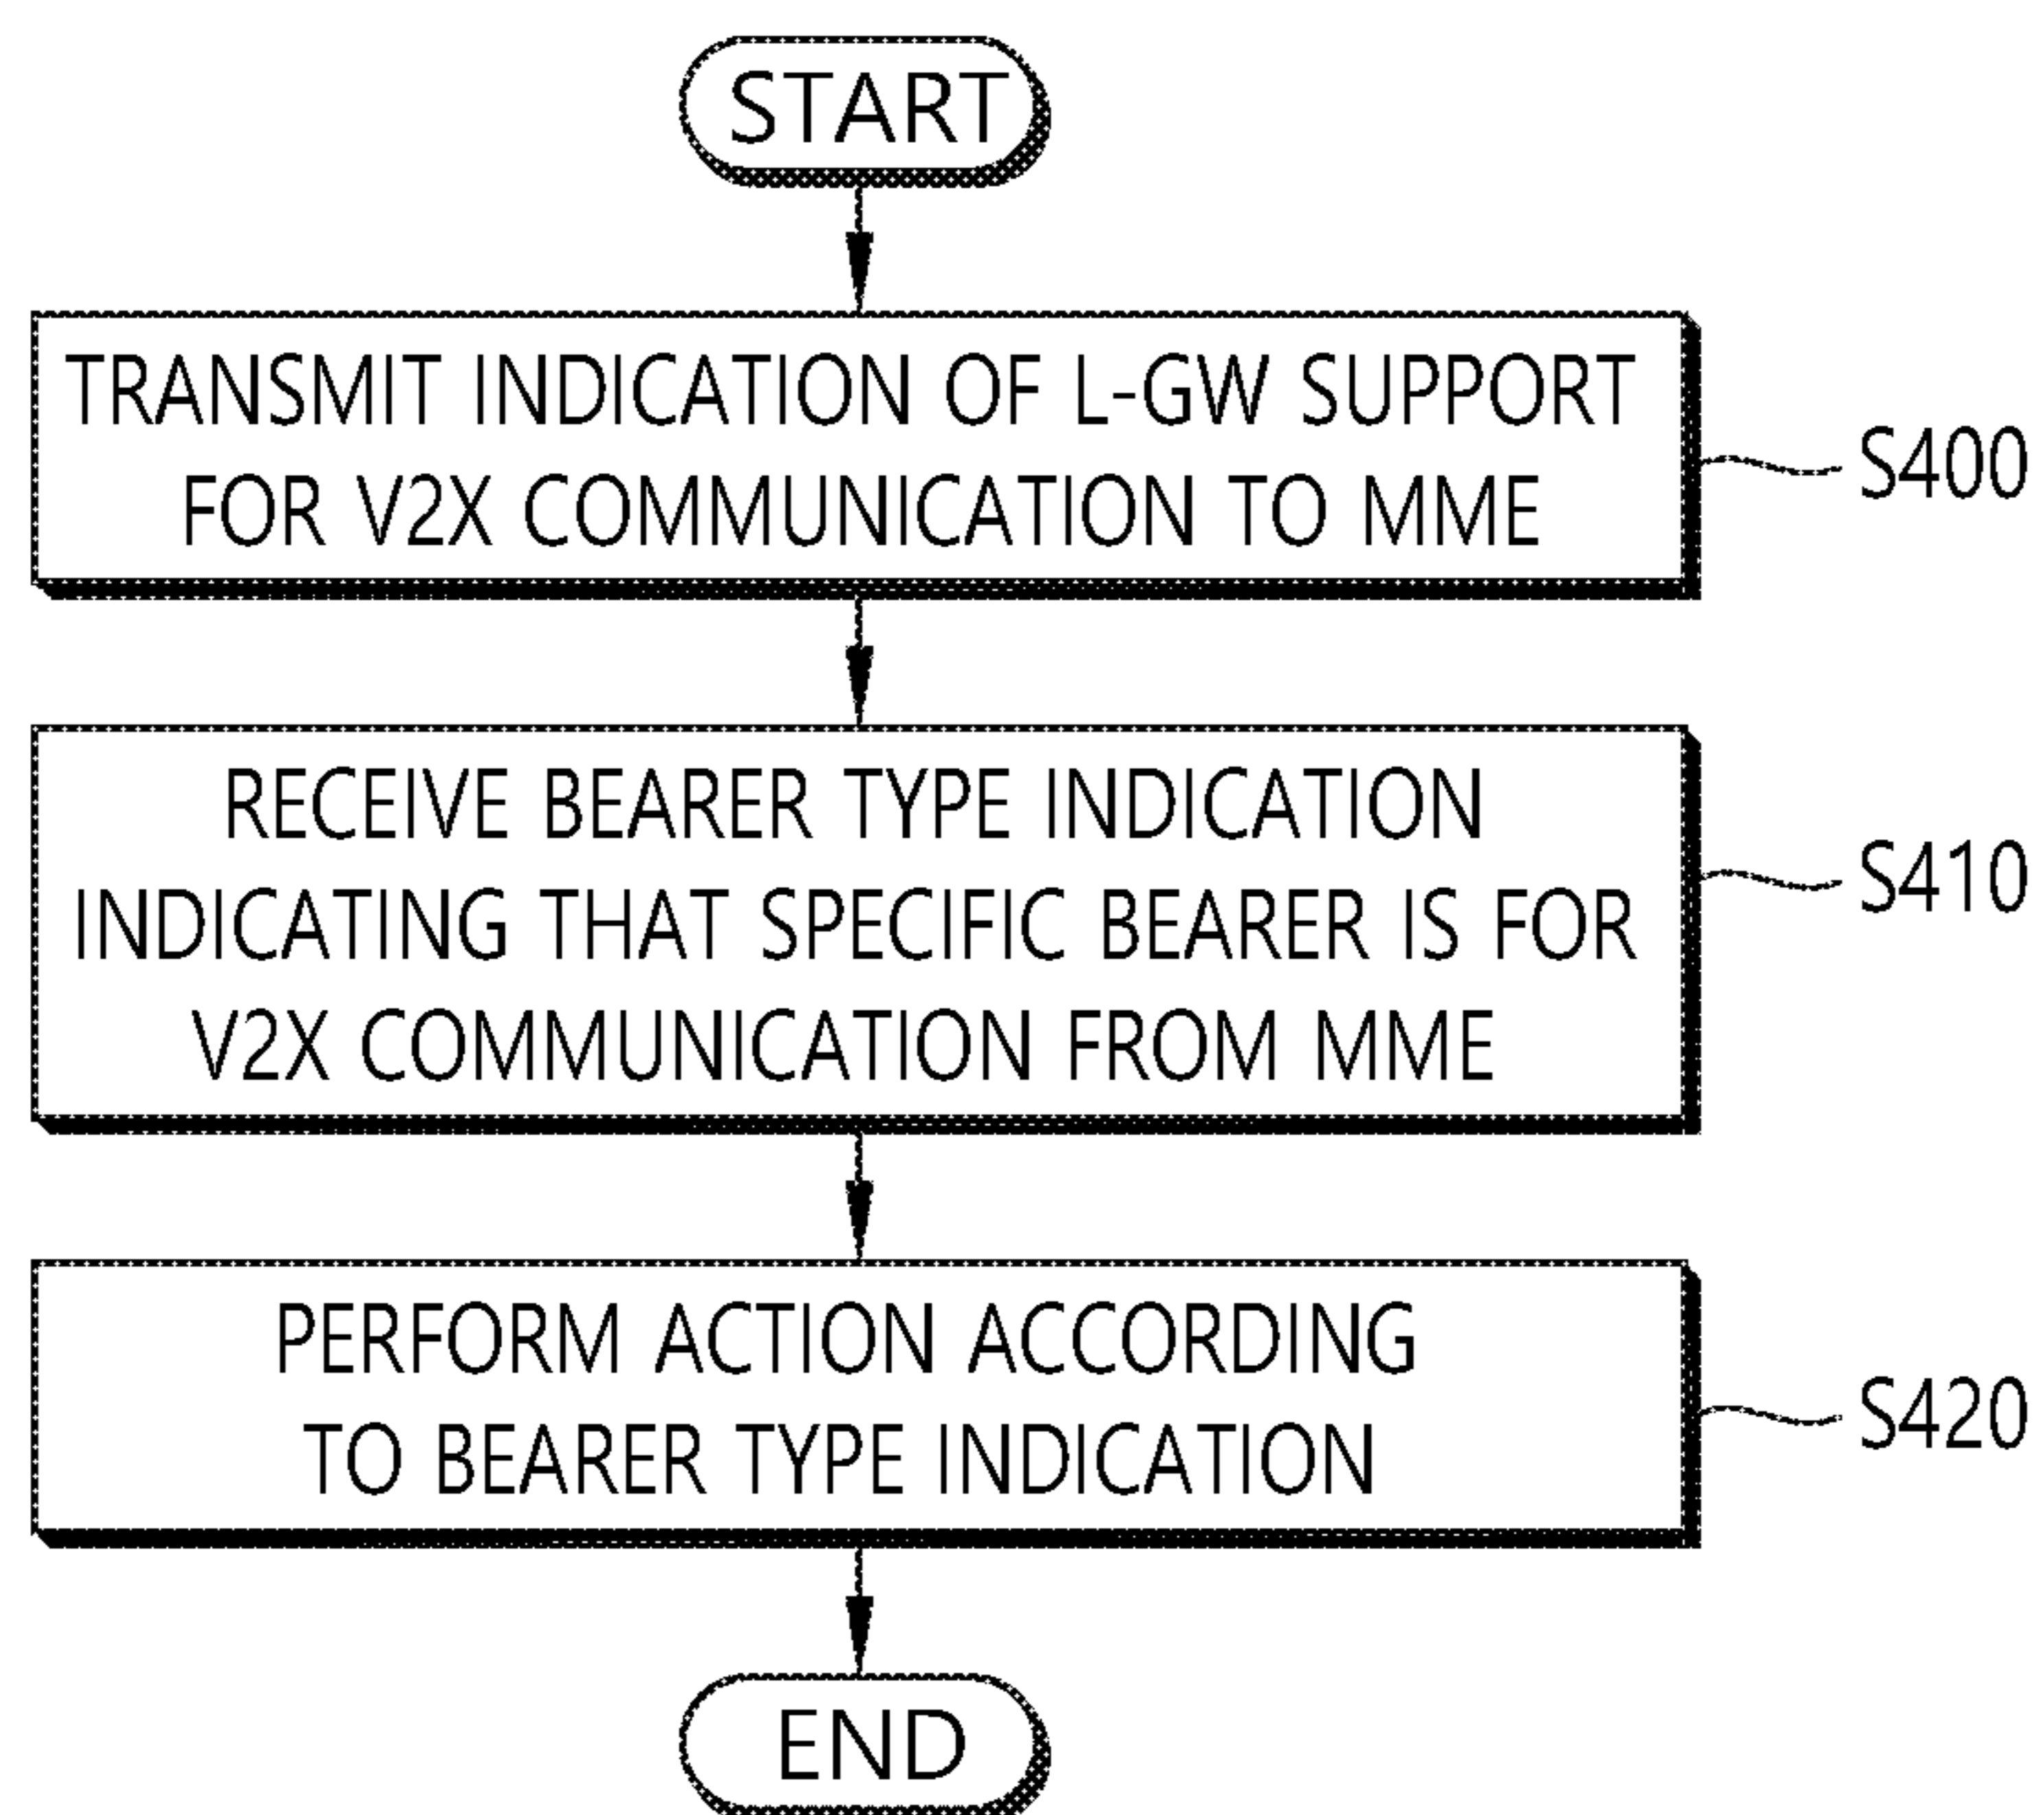 START
TRANSMIT INDICATION OF L-GW SUPPORT
FOR V2X COMMUNICATION TO MME
S400
RECEIVE BEARER TYPE INDICATION
INDICATING THAT SPECIFIC BEARER IS FOR
V2X COMMUNICATION FROM MME
S410
PERFORM ACTION ACCORDING
TO BEARER TYPE INDICATION
S420
END